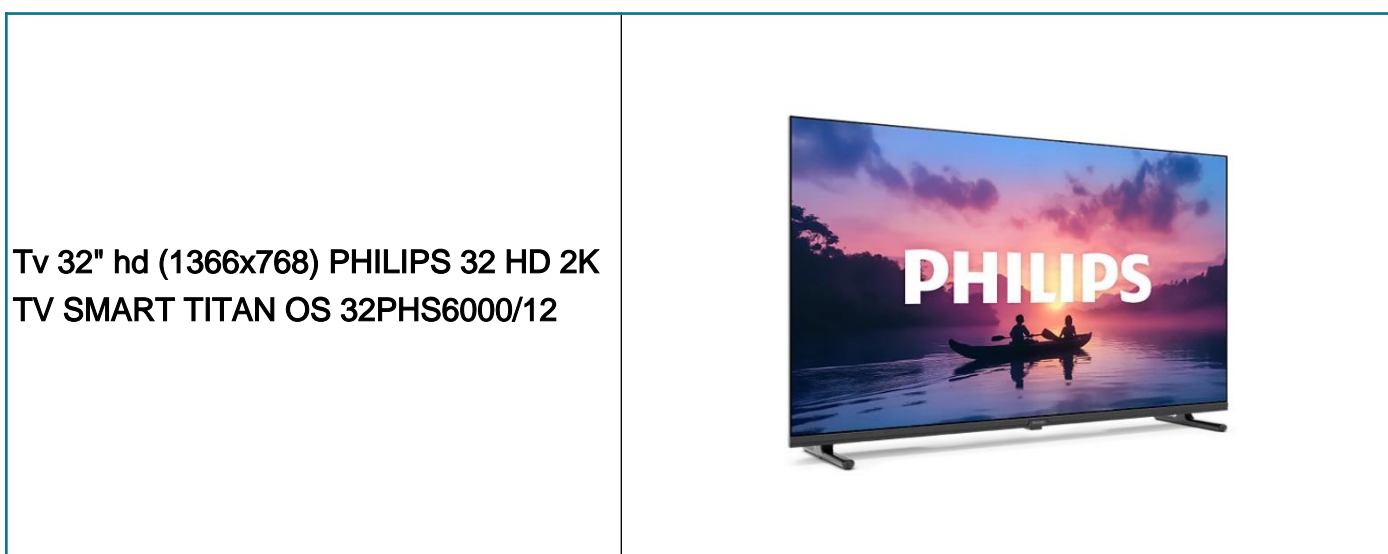 Tv 32" hd (1366x768) PHILIPS 32 HD 2K
TV SMART TITAN OS 32PHS6000/12
PHILIPS